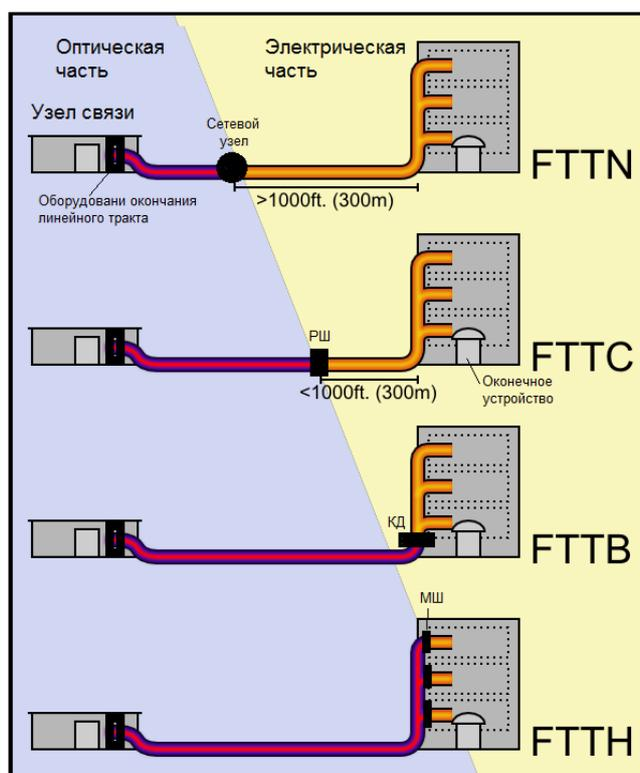 Оптическая
часть
Электрическая
часть
Узел связи
Сетевой
узел
Оборудовани окончания
линейного тракта
>1000ft. (300m)
FTTN
РШ
<1000ft. (300m)
Оконечное
устройство
FTTC
КД
FTTB
МШ
FTTH